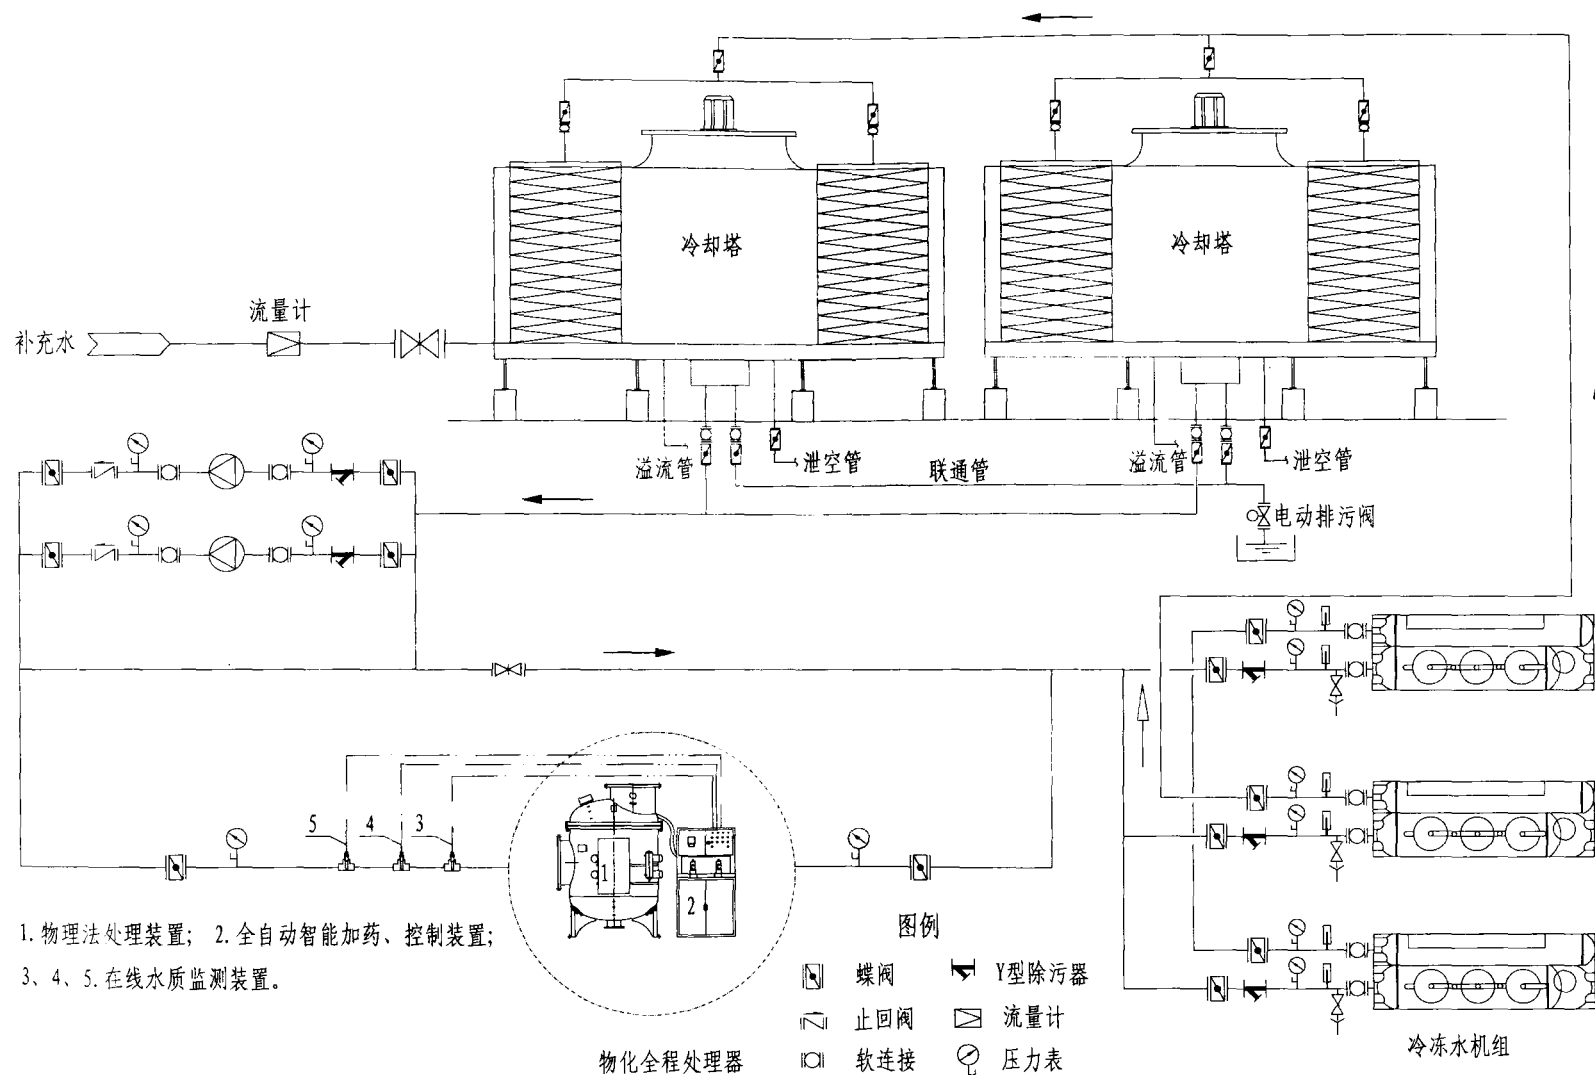 冷却塔
冷却塔
流量计
补充水
溢流管
泄空管
联通管
溢流管
泄空管
电动排污阀
5
4
3
1
2
1.物理法处理装置; 2.全自动智能加药、控制装置;
3、4、5.在线水质监测装置。
图例
蝶阀
Y型除污器
止回阀
流量计
软连接
压力表
物化全程处理器
冷冻水机组